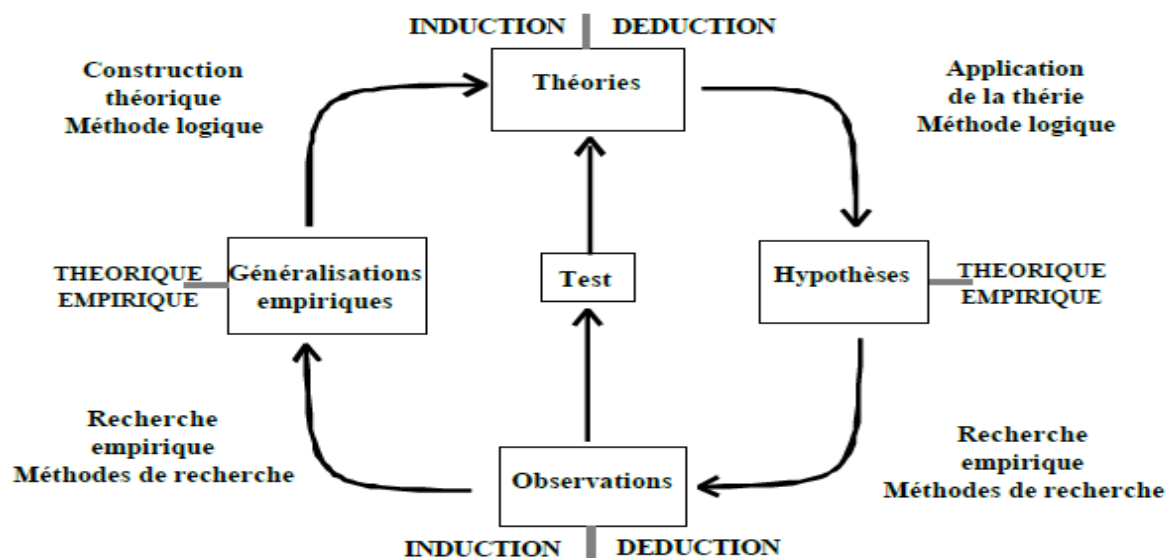 INDUCTION DEDUCTION
Construction
théorique
Méthode logique
Théories
Application
de la thérie
Méthode logique
THEORIQUE
EMPIRIQUE
Généralisations
empiriques
Test
Hypothèses
THEORIQUE
EMPIRIQUE
Recherche
empirique
Méthodes de recherche
Observations
Recherche
empirique
Méthodes de recherche
INDUCTION DEDUCTION